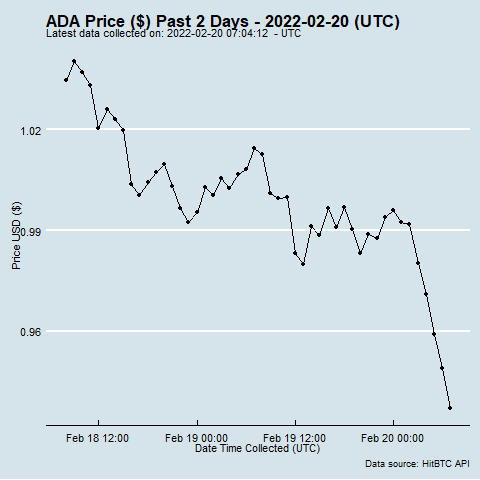 ADA Price ($) Past 2 Days - 2022-02-20 (UTC)
Latest data collected on: 2022-02-20 07:04:12  - UTC
1.02
0.99
0.96
Price USD ($)
Feb 18 12:00
Feb 19 00:00
Feb 19 12:00
Feb 20 00:00
Date Time Collected (UTC)
Data source: HitBTC API